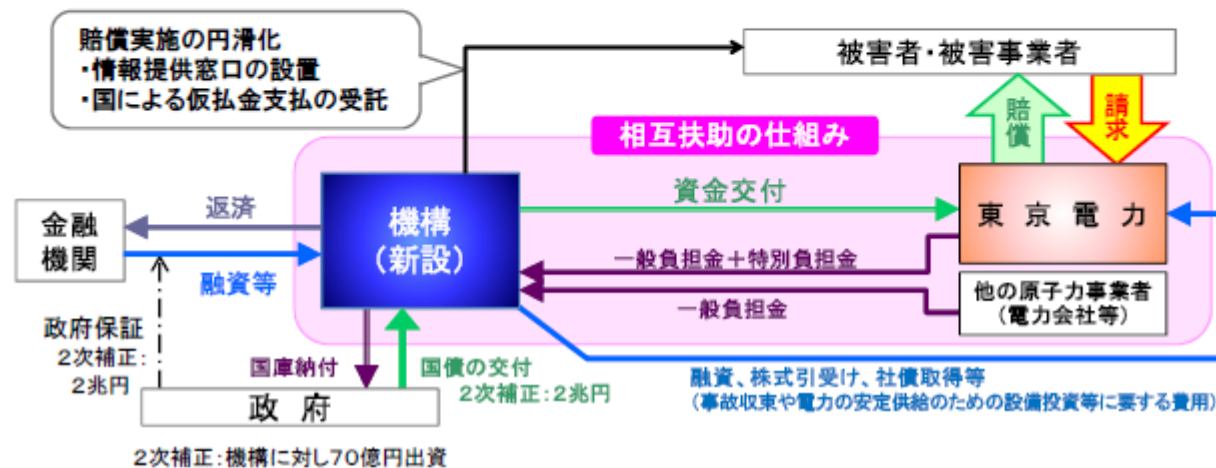 賠償実施の円滑化
・情報提供窓口の設置
・国による仮払金支払の受託
被害者・被害事業者
賠償
請求
相互扶助の仕組み
金融
機関
返済
融資等
機構
(新設)
資金交付
東京電力
一般負担金+特別負担金
一般負担金
他の原子力事業者
(電力会社等)
政府保証
2次補正:
2兆円
国庫納付
国債の交付
2次補正:2兆円
政府
融資、株式引受け、社債取得等
(事故収束や電力の安定供給のための設備投資等に要する費用)
2次補正:機構に対し70億円出資